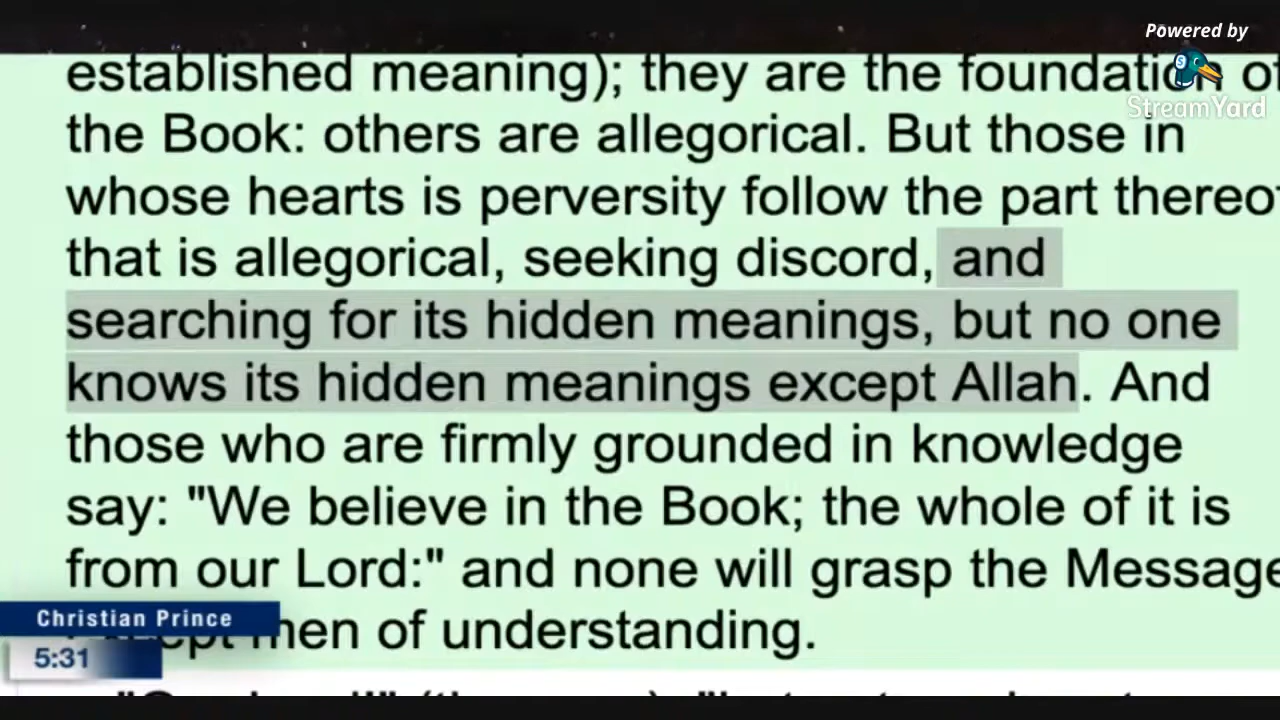 Powered by
StreamYard
established meaning); they are the foundation of
the Book: others are allegorical. But those in
whose hearts is perversity follow the part thereo
that is allegorical, seeking discord, and
searching for its hidden meanings, but no one
knows its hidden meanings except Allah. And
those who are firmly grounded in knowledge
say: "We believe in the Book; the whole of it is
from our Lord:" and none will grasp the Message
men of understanding.
Christian Prince
5:31